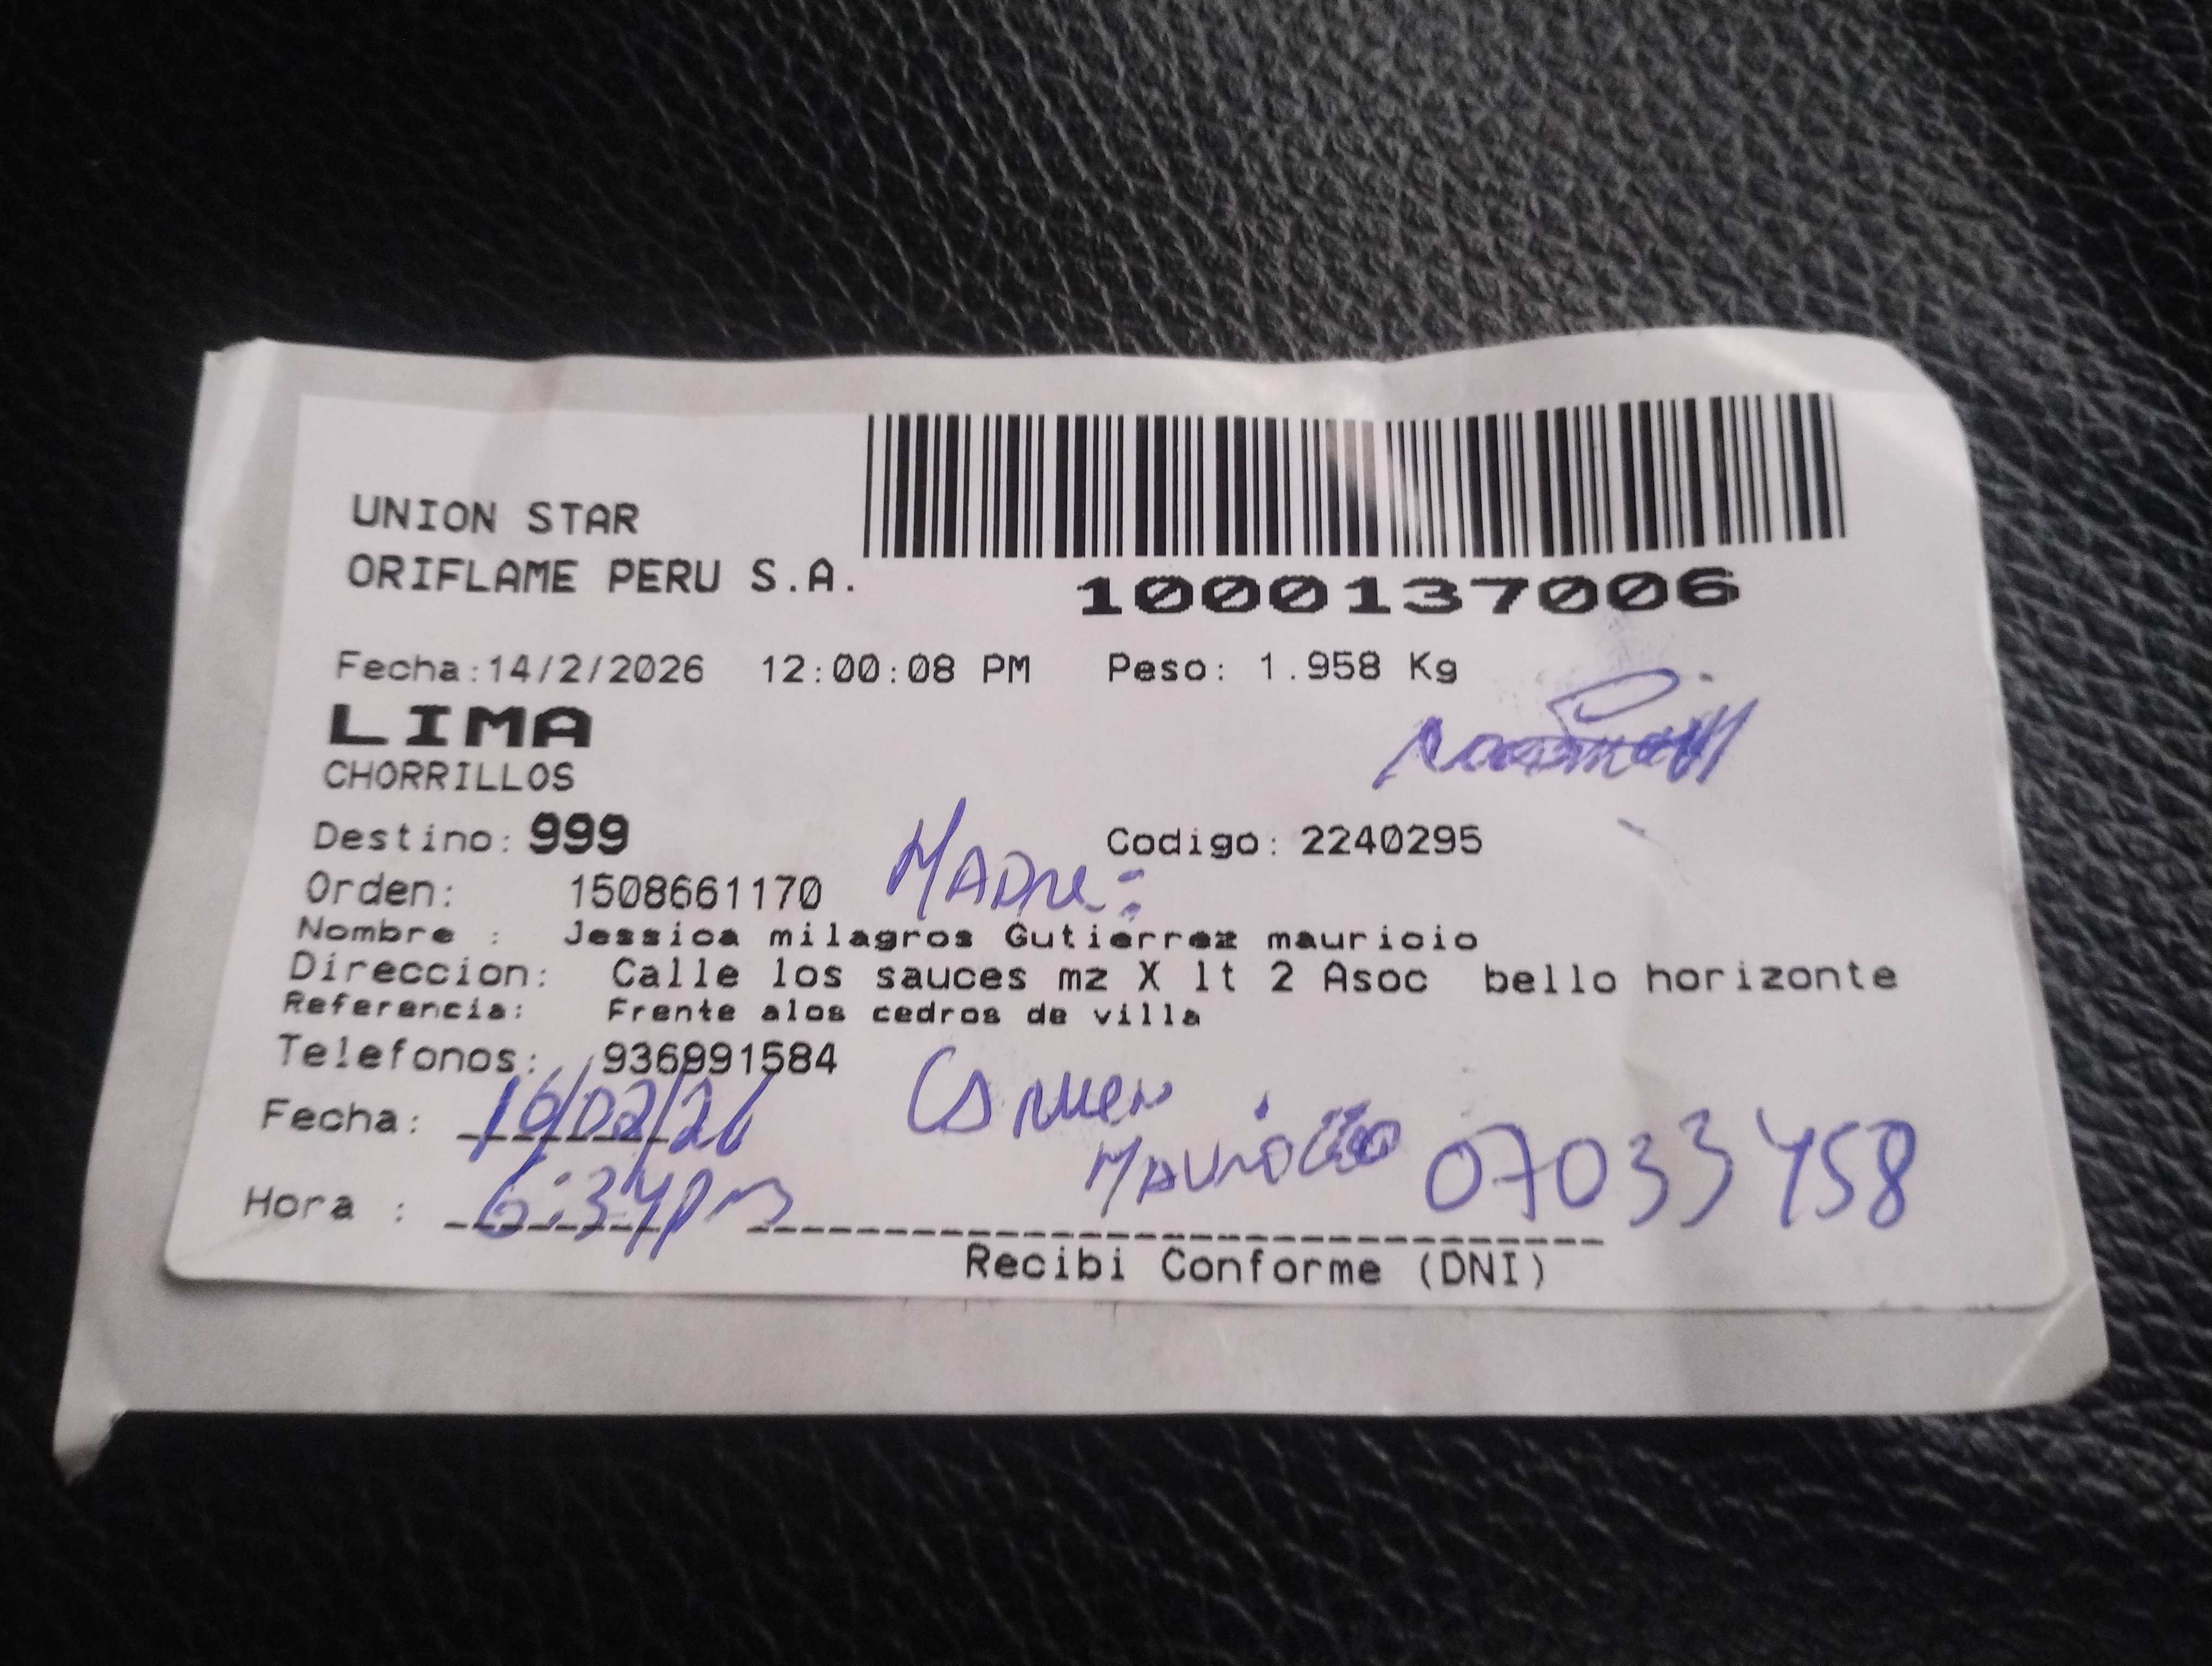 UNION STAR
ORIFLAME PERU S.A.
1000137006
Fecha:14/2/2026 12:00:08 PM Peso: 1.958 Kg
LIMA
CHORRILLOS
Destino: 999 Codigo: 2240295
Orden: 1508661170 MADRE:
Nombre : Jessica milagros Gutierrez mauricio
Direccion: Calle los sauces mz X lt 2 Asoc bello horizonte
Referencia: Frente alos cedros de villa
Telefonos: 936991584
Fecha: 16/02/26 CARMEN
MAURICIO 07033458
Hora : 6:34pm
Recibi Conforme (DNI)